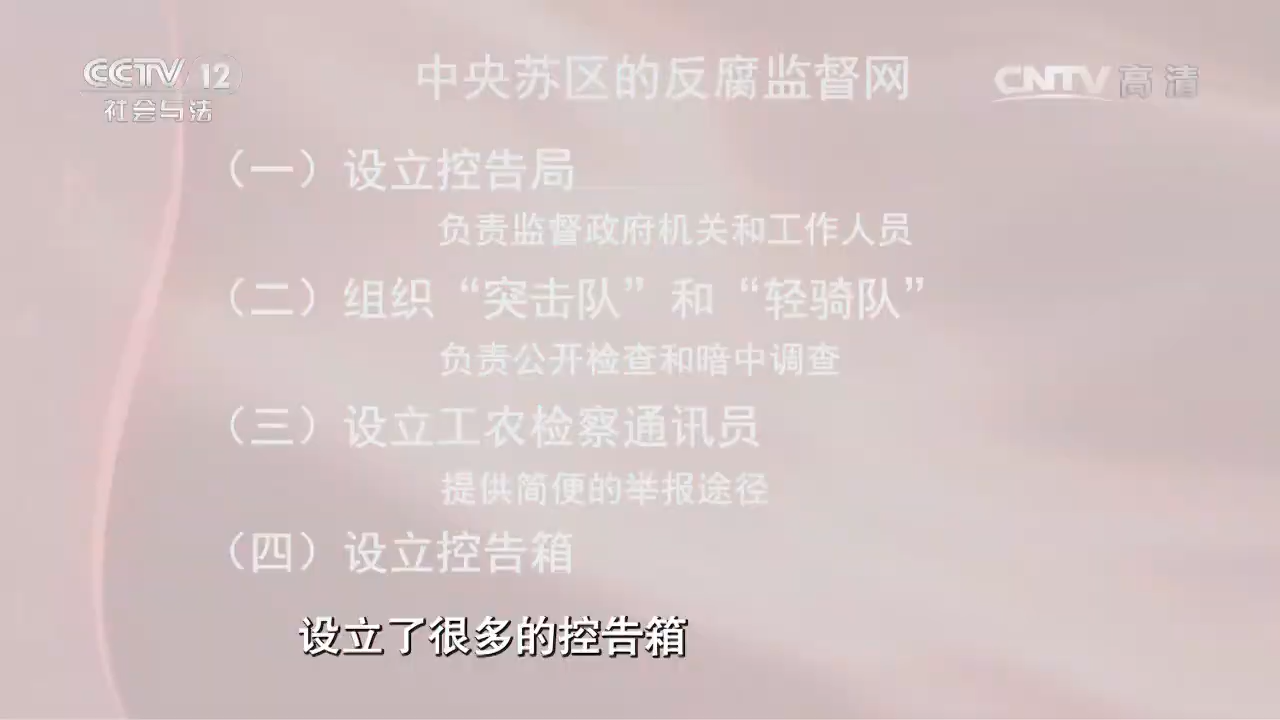 CCTV 12
社会与法
中央苏区的反腐监督网
CNTV 高清
（一）设立控告局
负责监督政府机关和工作人员
（二）组织“突击队”和“轻骑队”
负责公开检查和暗中调查
（三）设立工农检察通讯员
提供简便的举报途径
（四）设立控告箱
设立了很多的控告箱